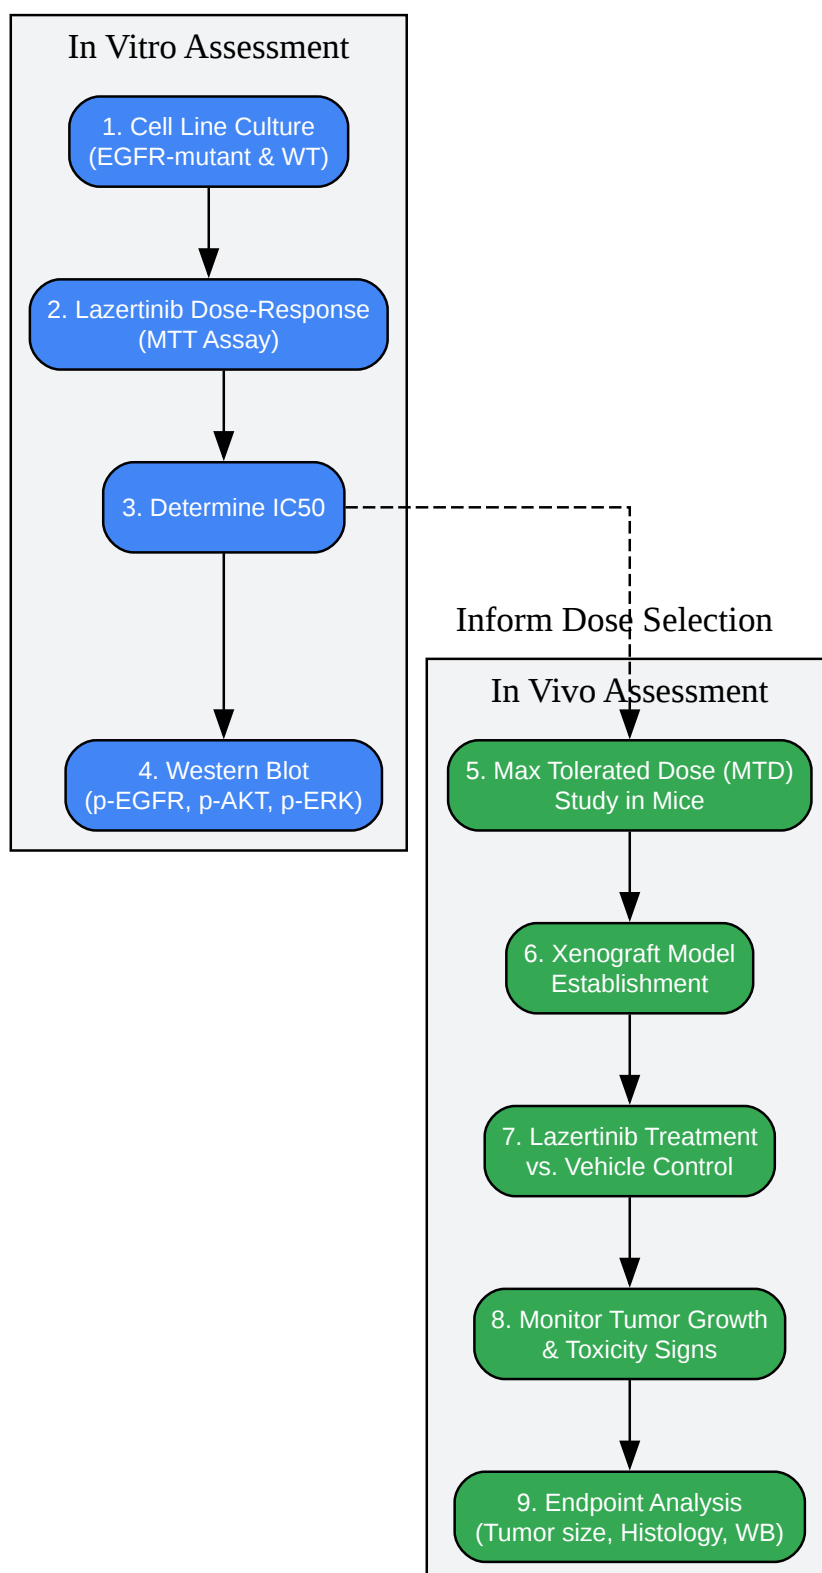 In Vitro Assessment
1. Cell Line Culture
(EGFR-mutant & WT)
2. Lazertinib Dose-Response
(MTT Assay)
3. Determine IC50
4. Western Blot
(p-EGFR, p-AKT, p-ERK)
Inform Dose Selection
In Vivo Assessment
5. Max Tolerated Dose (MTD)
Study in Mice
6. Xenograft Model
Establishment
7. Lazertinib Treatment
vs. Vehicle Control
8. Monitor Tumor Growth
& Toxicity Signs
9. Endpoint Analysis
(Tumor size, Histology, WB)